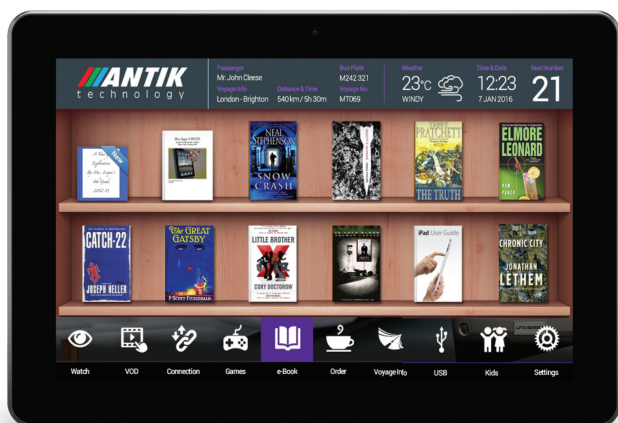 ANTIK
technology
Passenger
Mr. John Cleese
Voyage Info
London - Brighton
Distance & Time
540 km / 5h 30m
Bus Plate
M242 321
Voyage No.
MT069
Weather
23°C
WINDY
Time & Date
12:23
7 JAN 2016
Seat Number
21
New
NEAL
STEPHENSON
SNOW
CRASH
TERRY
PRATCHETT
THE TRUTH
ELMORE
LEONARD
CATCH-22
JOSEPH HELLER
The GREAT
GATSBY
F·SCOTT·FITZGERALD
LITTLE BROTHER
CORY DOCTOROW
iPad User Guide
CHRONIC CITY
JONATHAN
LETHEM
Watch
VOD
Connection
Games
e-Book
Order
Voyage Info
USB
Kids
Settings